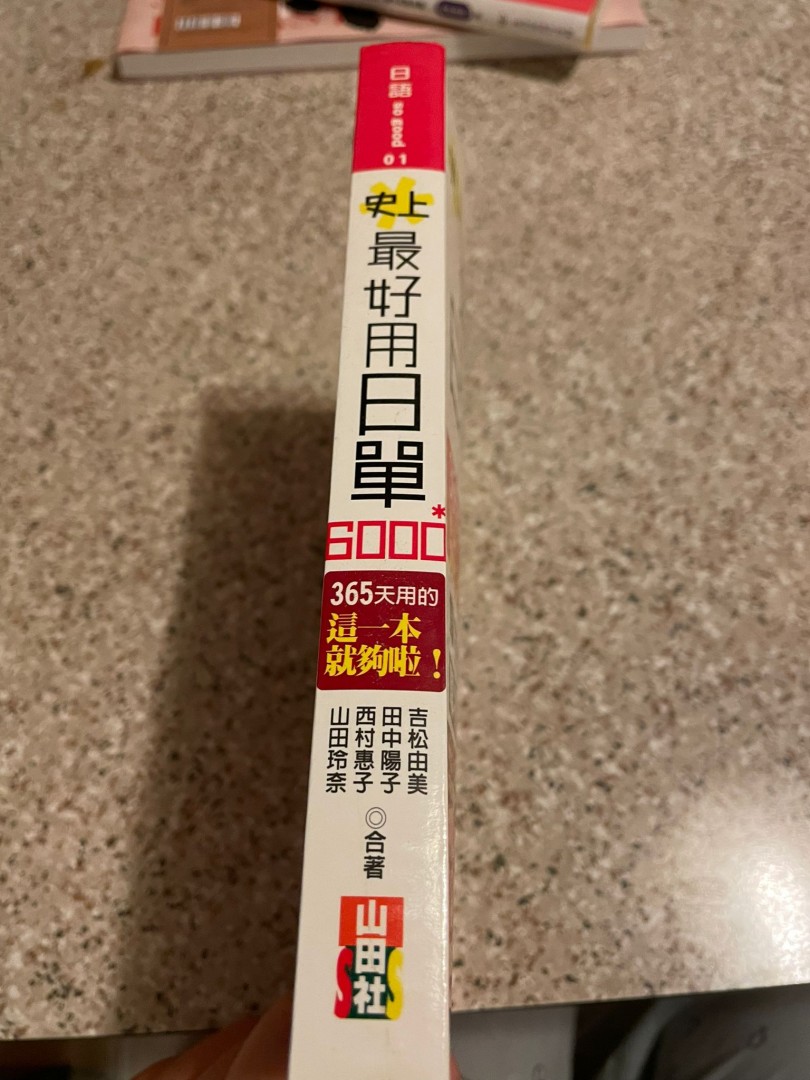 日語
so good
01
史上
最好用
日單
6000*
365天用的
這一本
就夠啦！
吉松由美
田中陽子
西村惠子
山田玲奈
◎合著
山田社